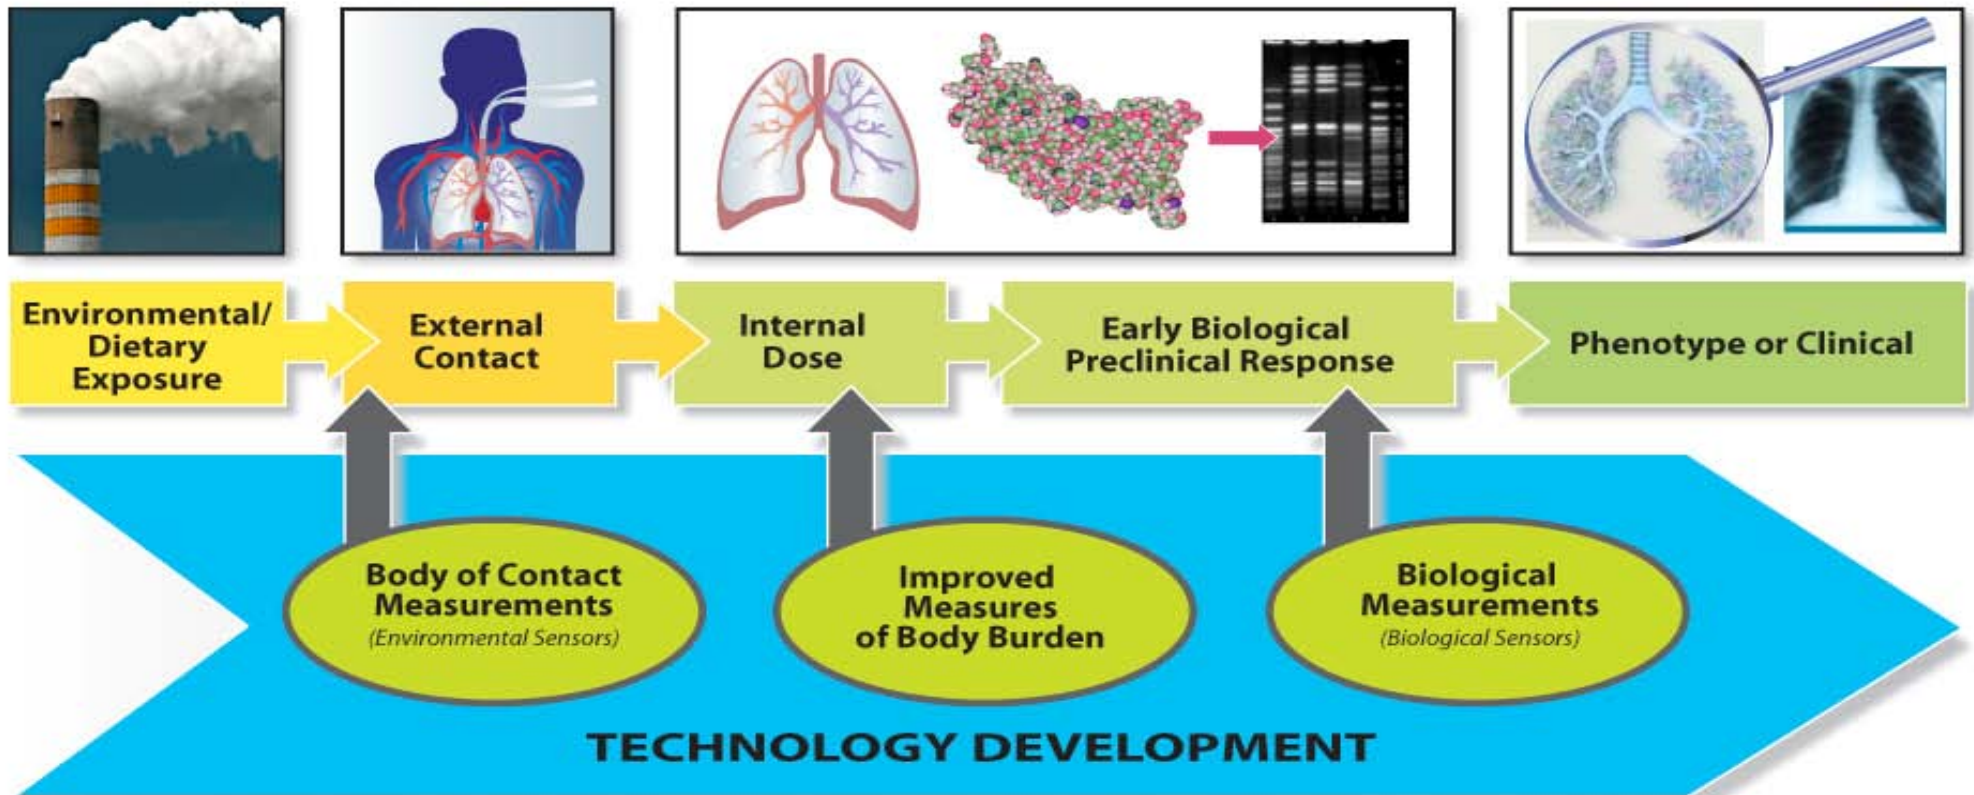 Environmental/
Dietary
Exposure
External
Contact
Internal
Dose
Early Biological
Preclinical Response
Phenotype or Clinical
Body of Contact
Measurements
(Environmental Sensors)
Improved
Measures
of Body Burden
Biological
Measurements
(Biological Sensors)
TECHNOLOGY DEVELOPMENT